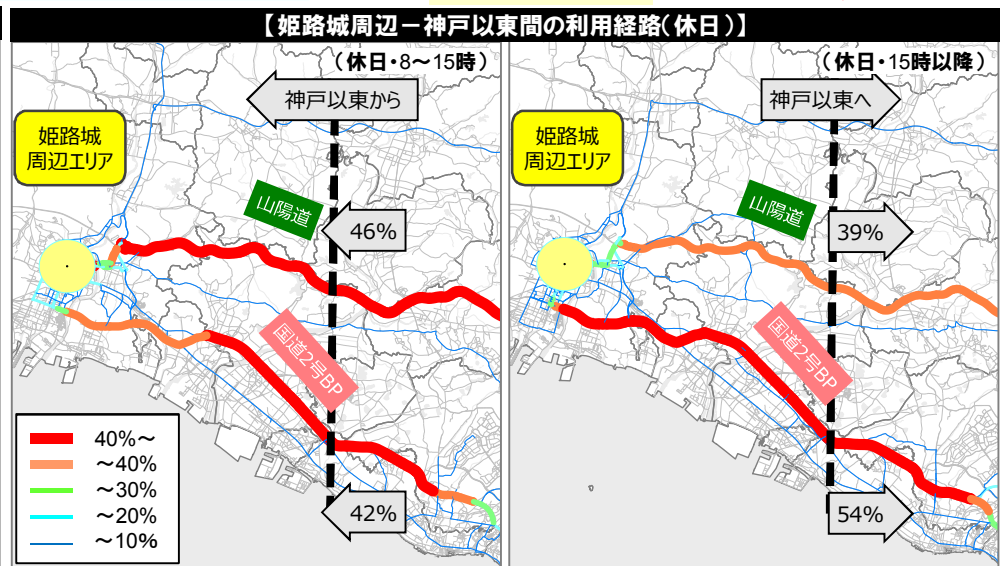 【姫路城周辺－神戸以東間の利用経路（休日）】
（休日・8～15時）
神戸以東から
姫路城
周辺エリア
山陽道
46%
国道2号BP
42%
40%～
～40%
～30%
～20%
～10%
（休日・15時以降）
神戸以東へ
姫路城
周辺エリア
山陽道
39%
国道2号BP
54%